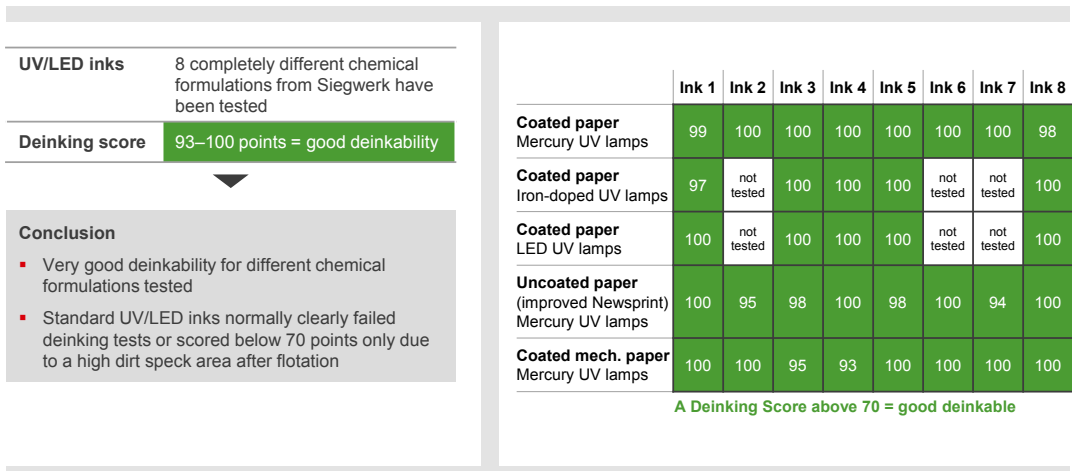 UV/LED inks
8 completely different chemical
formulations from Siegwerk have
been tested
Deinking score
93–100 points = good deinkability
Conclusion
▪ Very good deinkability for different chemical
formulations tested
▪ Standard UV/LED inks normally clearly failed
deinking tests or scored below 70 points only due
to a high dirt speck area after flotation
Ink 1 Ink 2 Ink 3 Ink 4 Ink 5 Ink 6 Ink 7 Ink 8
Coated paper
Mercury UV lamps
99 100 100 100 100 100 100 98
Coated paper
Iron-doped UV lamps
97 not tested 100 100 100 not tested not tested 100
Coated paper
LED UV lamps
100 not tested 100 100 100 not tested not tested 100
Uncoated paper
(improved Newsprint)
Mercury UV lamps
100 95 98 100 98 100 94 100
Coated mech. paper
Mercury UV lamps
100 100 95 93 100 100 100 100
A Deinking Score above 70 = good deinkable